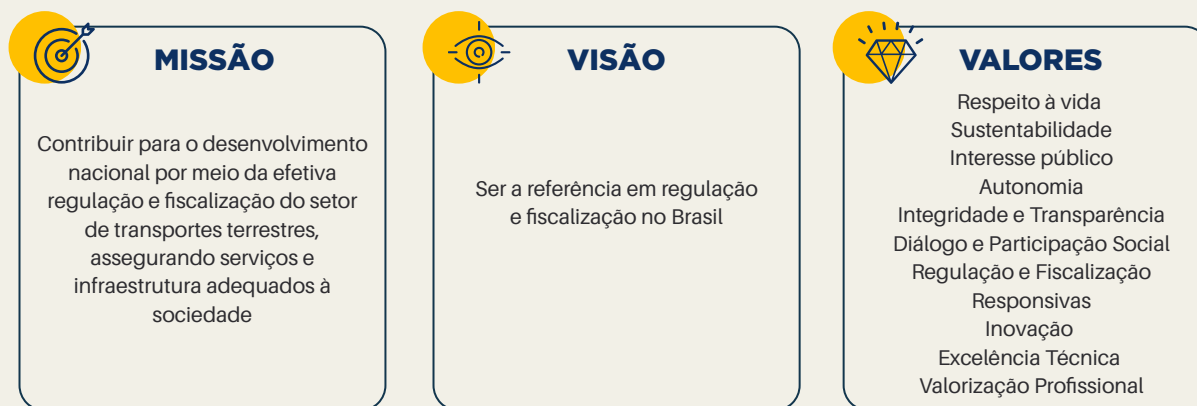 MISSÃO
Contribuir para o desenvolvimento
nacional por meio da efetiva
regulação e fiscalização do setor
de transportes terrestres,
assegurando serviços e
infraestrutura adequados à
sociedade
VISÃO
Ser a referência em regulação
e fiscalização no Brasil
VALORES
Respeito à vida
Sustentabilidade
Interesse público
Autonomia
Integridade e Transparência
Diálogo e Participação Social
Regulação e Fiscalização
Responsivas
Inovação
Excelência Técnica
Valorização Profissional